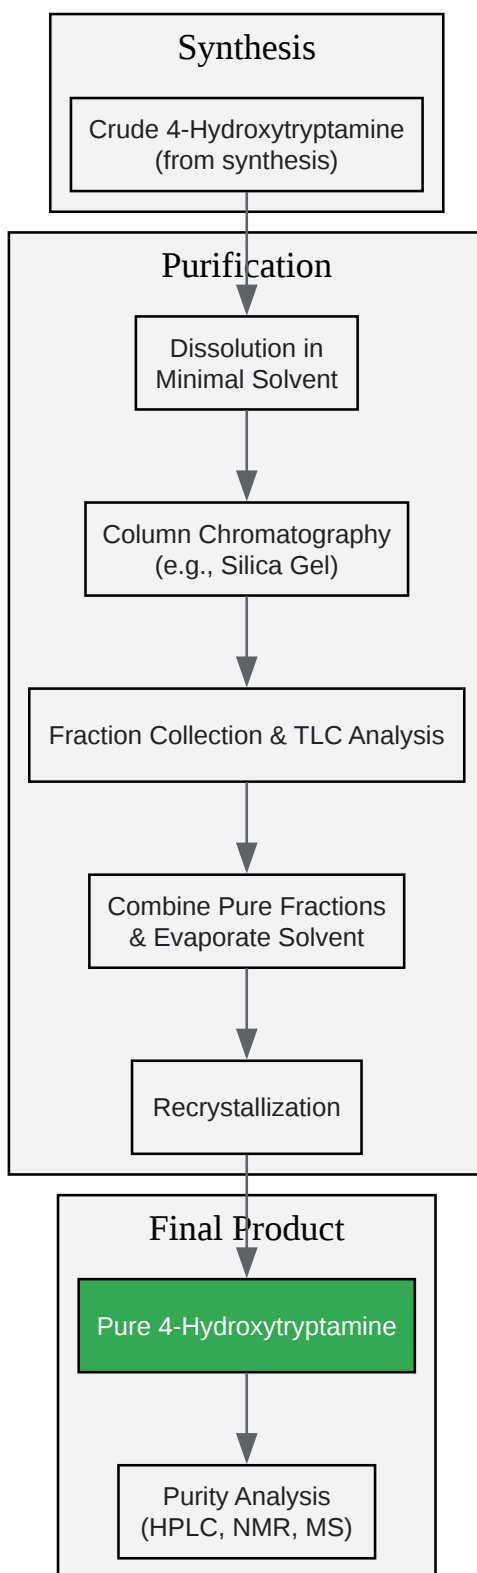 Synthesis
Crude 4-Hydroxytryptamine
(from synthesis)
Purification
Dissolution in
Minimal Solvent
Column Chromatography
(e.g., Silica Gel)
Fraction Collection & TLC Analysis
Combine Pure Fractions
& Evaporate Solvent
Recrystallization
Final Product
Pure 4-Hydroxytryptamine
Purity Analysis
(HPLC, NMR, MS)